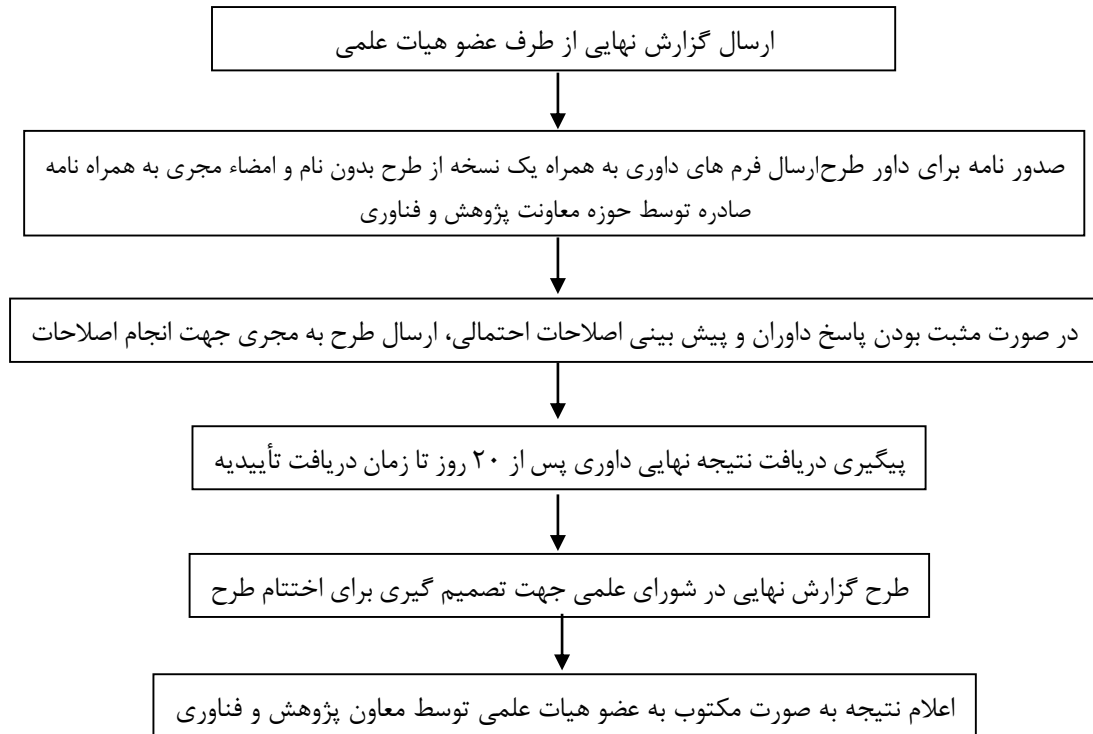 ارسال گزارش نهایی از طرف عضو هیات علمی
صدور نامه برای داور طرح‌ارسال فرم های داوری به همراه یک نسخه از طرح بدون نام و امضاء مجری به همراه نامه
صادره توسط حوزه معاونت پژوهش و فناوری
در صورت مثبت بودن پاسخ داوران و پیش بینی اصلاحات احتمالی، ارسال طرح به مجری جهت انجام اصلاحات
پیگیری دریافت نتیجه نهایی داوری پس از ۲۰ روز تا زمان دریافت تأییدیه
طرح گزارش نهایی در شورای علمی جهت تصمیم گیری برای اختتام طرح
اعلام نتیجه به صورت مکتوب به عضو هیات علمی توسط معاون پژوهش و فناوری